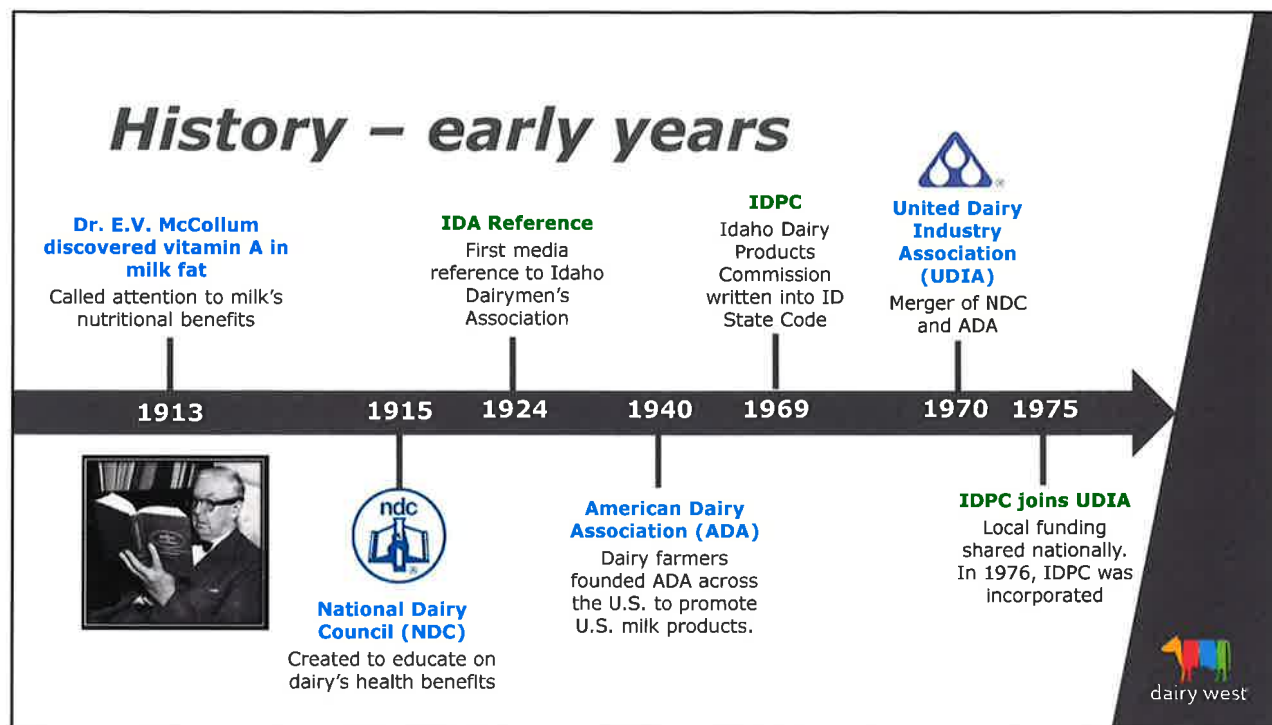 History – early years
Dr. E.V. McCollum
discovered vitamin A in
milk fat
Called attention to milk's
nutritional benefits
IDA Reference
First media
reference to Idaho
Dairymen's
Association
IDPC
Idaho Dairy
Products
Commission
written into ID
State Code
®
United Dairy
Industry
Association
(UDIA)
Merger of NDC
and ADA
1913 1915 1924 1940 1969 1970 1975
ndc
®
National Dairy
Council (NDC)
Created to educate on
dairy's health benefits
American Dairy
Association (ADA)
Dairy farmers
founded ADA across
the U.S. to promote
U.S. milk products.
IDPC joins UDIA
Local funding
shared nationally.
In 1976, IDPC was
incorporated
dairy west